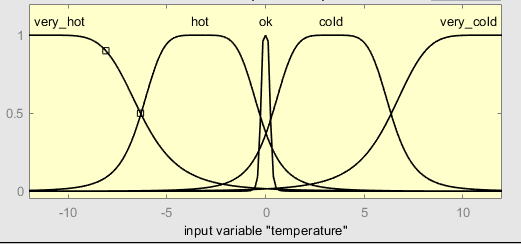 very_hot hot ok cold very_cold
1
0.5
0
-10 -5 0 5 10
input variable "temperature"